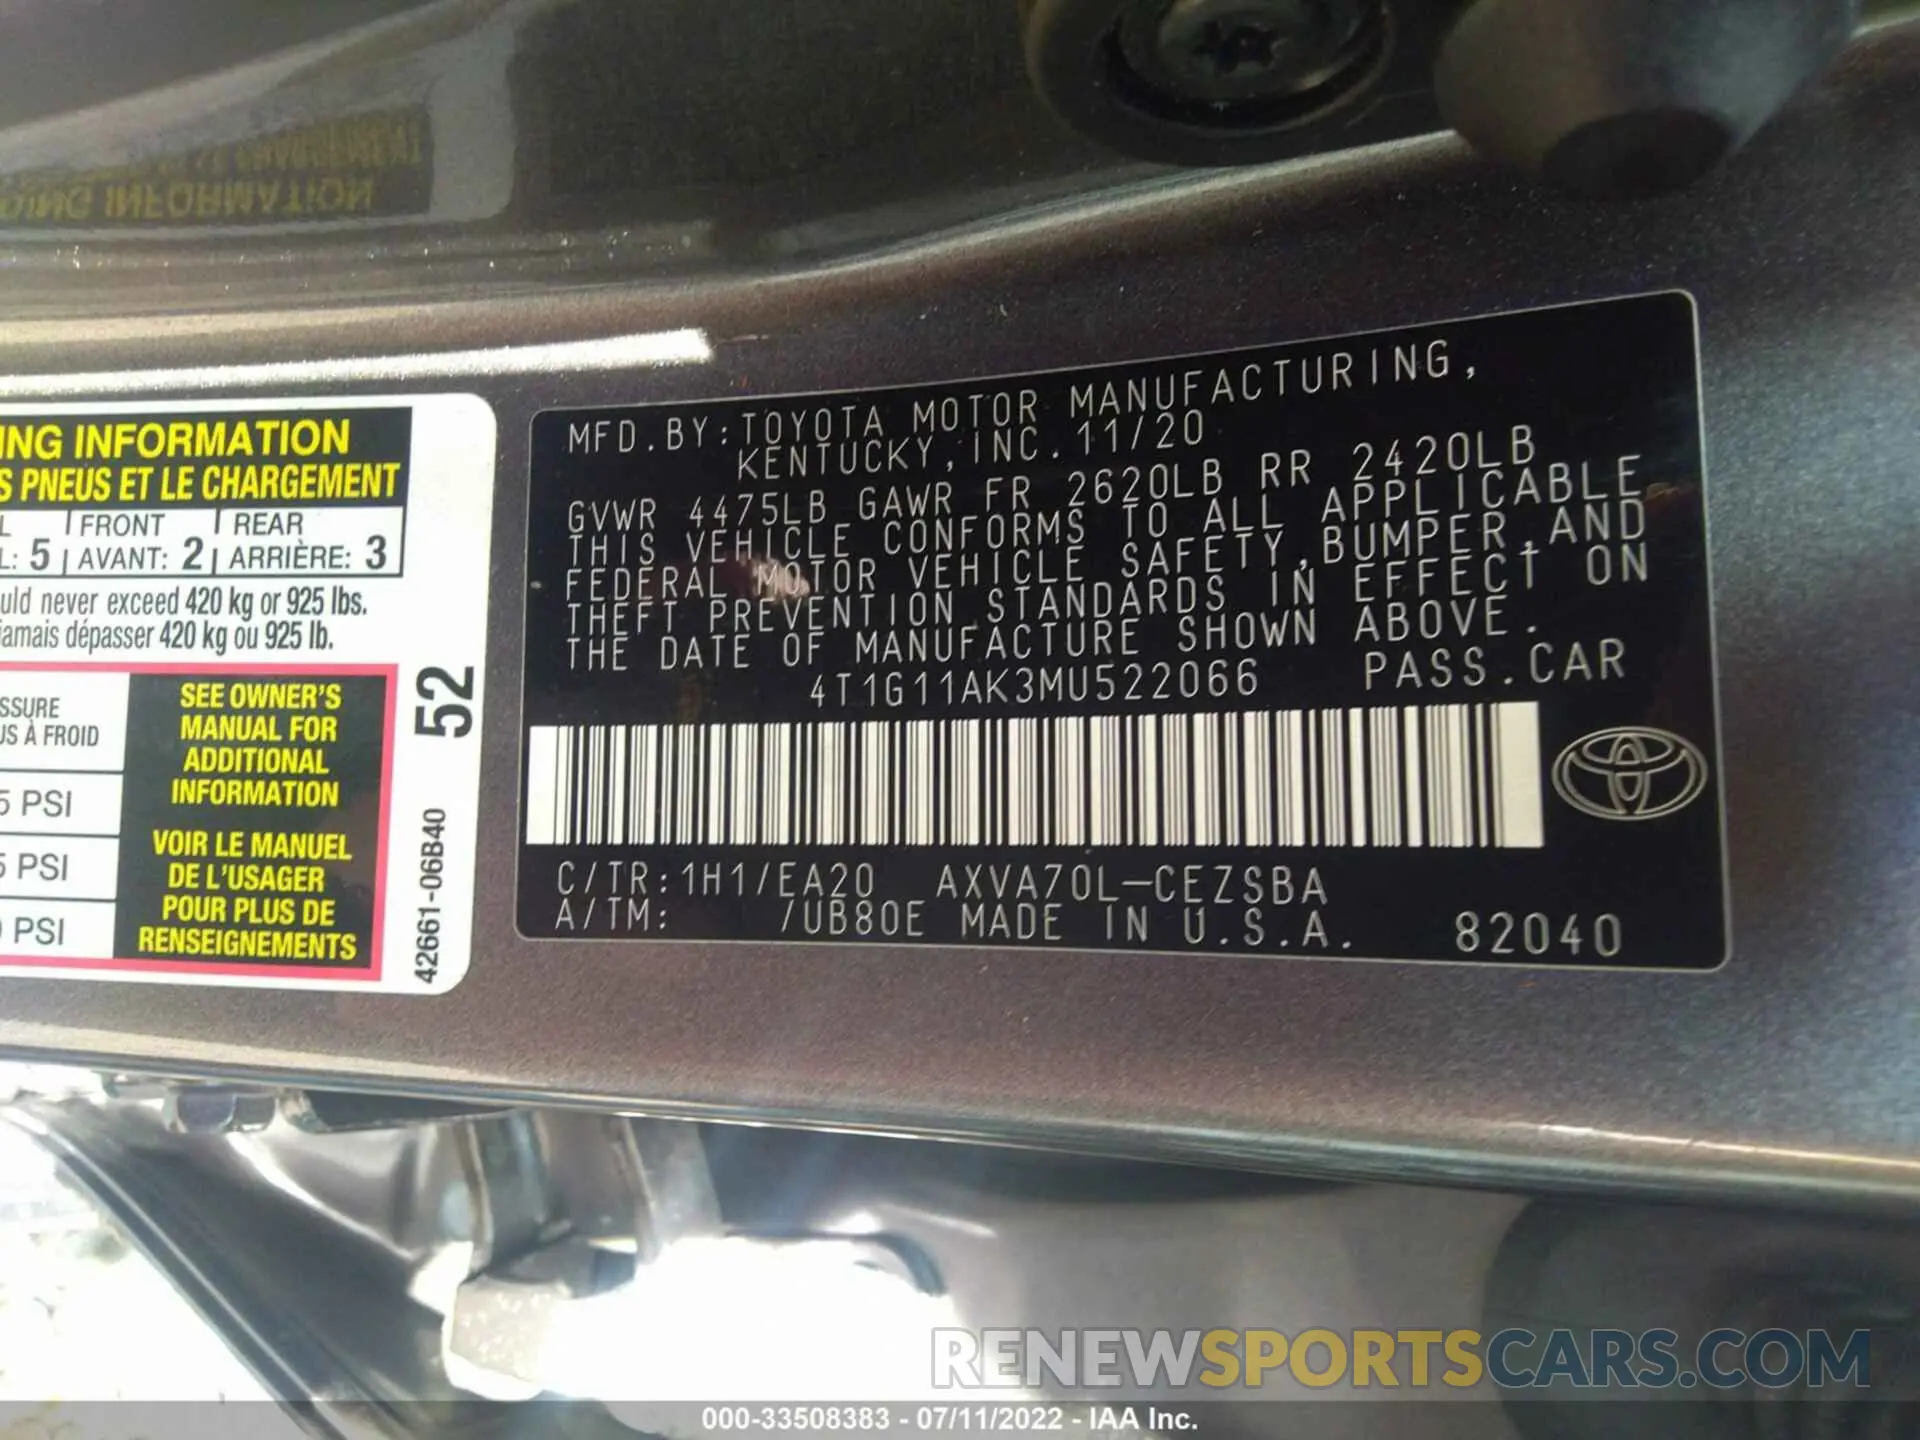 ING INFORMATION
S PNEUS ET LE CHARGEMENT
L FRONT REAR
L: 5 AVANT: 2 ARRIÈRE: 3
uld never exceed 420 kg or 925 lbs.
jamais dépasser 420 kg ou 925 lb.
SSURE
US À FROID
5 PSI
5 PSI
PSI
SEE OWNER'S
MANUAL FOR
ADDITIONAL
INFORMATION
VOIR LE MANUEL
DE L'USAGER
POUR PLUS DE
RENSEIGNEMENTS
52
42661-06B40
MFD.BY:TOYOTA MOTOR MANUFACTURING,
KENTUCKY,INC.11/20
GVWR 4475LB GAWR FR 2620LB RR 2420LB
THIS VEHICLE CONFORMS TO ALL APPLICABLE
FEDERAL MOTOR VEHICLE SAFETY,BUMPER,AND
THEFT PREVENTION STANDARDS IN EFFECT ON
THE DATE OF MANUFACTURE SHOWN ABOVE.
4T1G11AK3MU522066 PASS.CAR
C/TR:1H1/EA20 AXVA70L-CEZSBA
A/TM: /UB80E MADE IN U.S.A. 82040
RENEWSPORTSCARS.COM
000-33508383 - 07/11/2022 - IAA Inc.